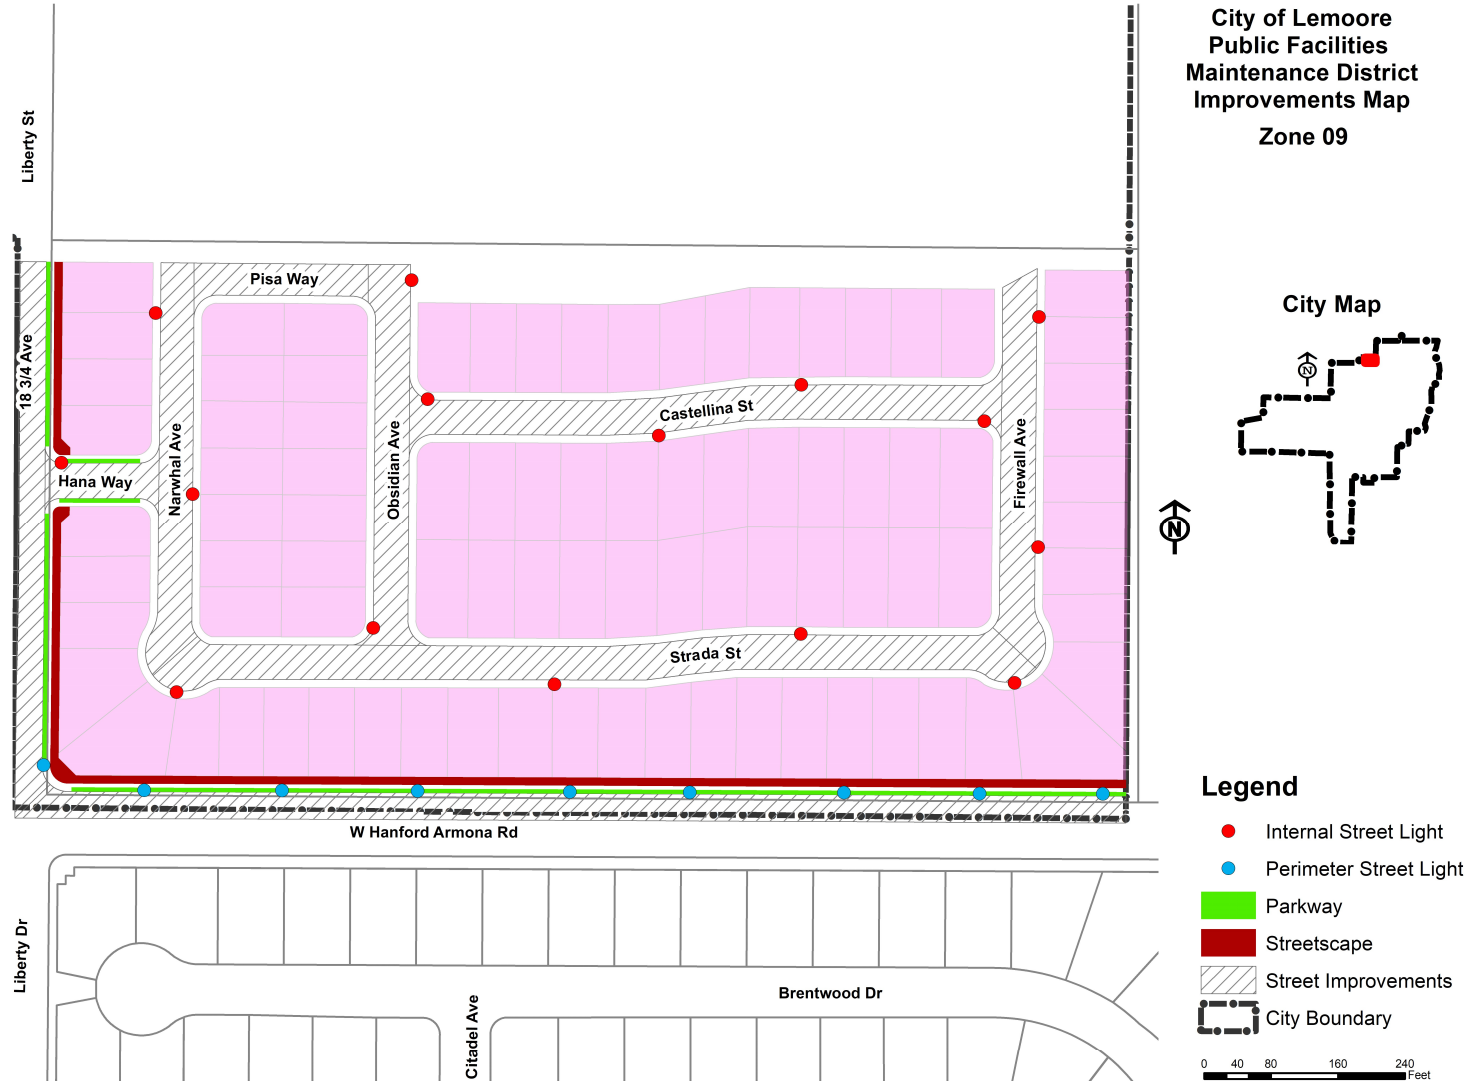 City of Lemoore
Public Facilities
Maintenance District
Improvements Map
Zone 09
Liberty St
18 3/4 Ave
Pisa Way
Castellina St
Narwhal Ave
Obsidian Ave
Firewall Ave
Hana Way
Strada St
W Hanford Armona Rd
Liberty Dr
Citadel Ave
Brentwood Dr
City Map
N
N
Legend
Internal Street Light
Perimeter Street Light
Parkway
Streetscape
Street Improvements
City Boundary
0 40 80 160 240
Feet